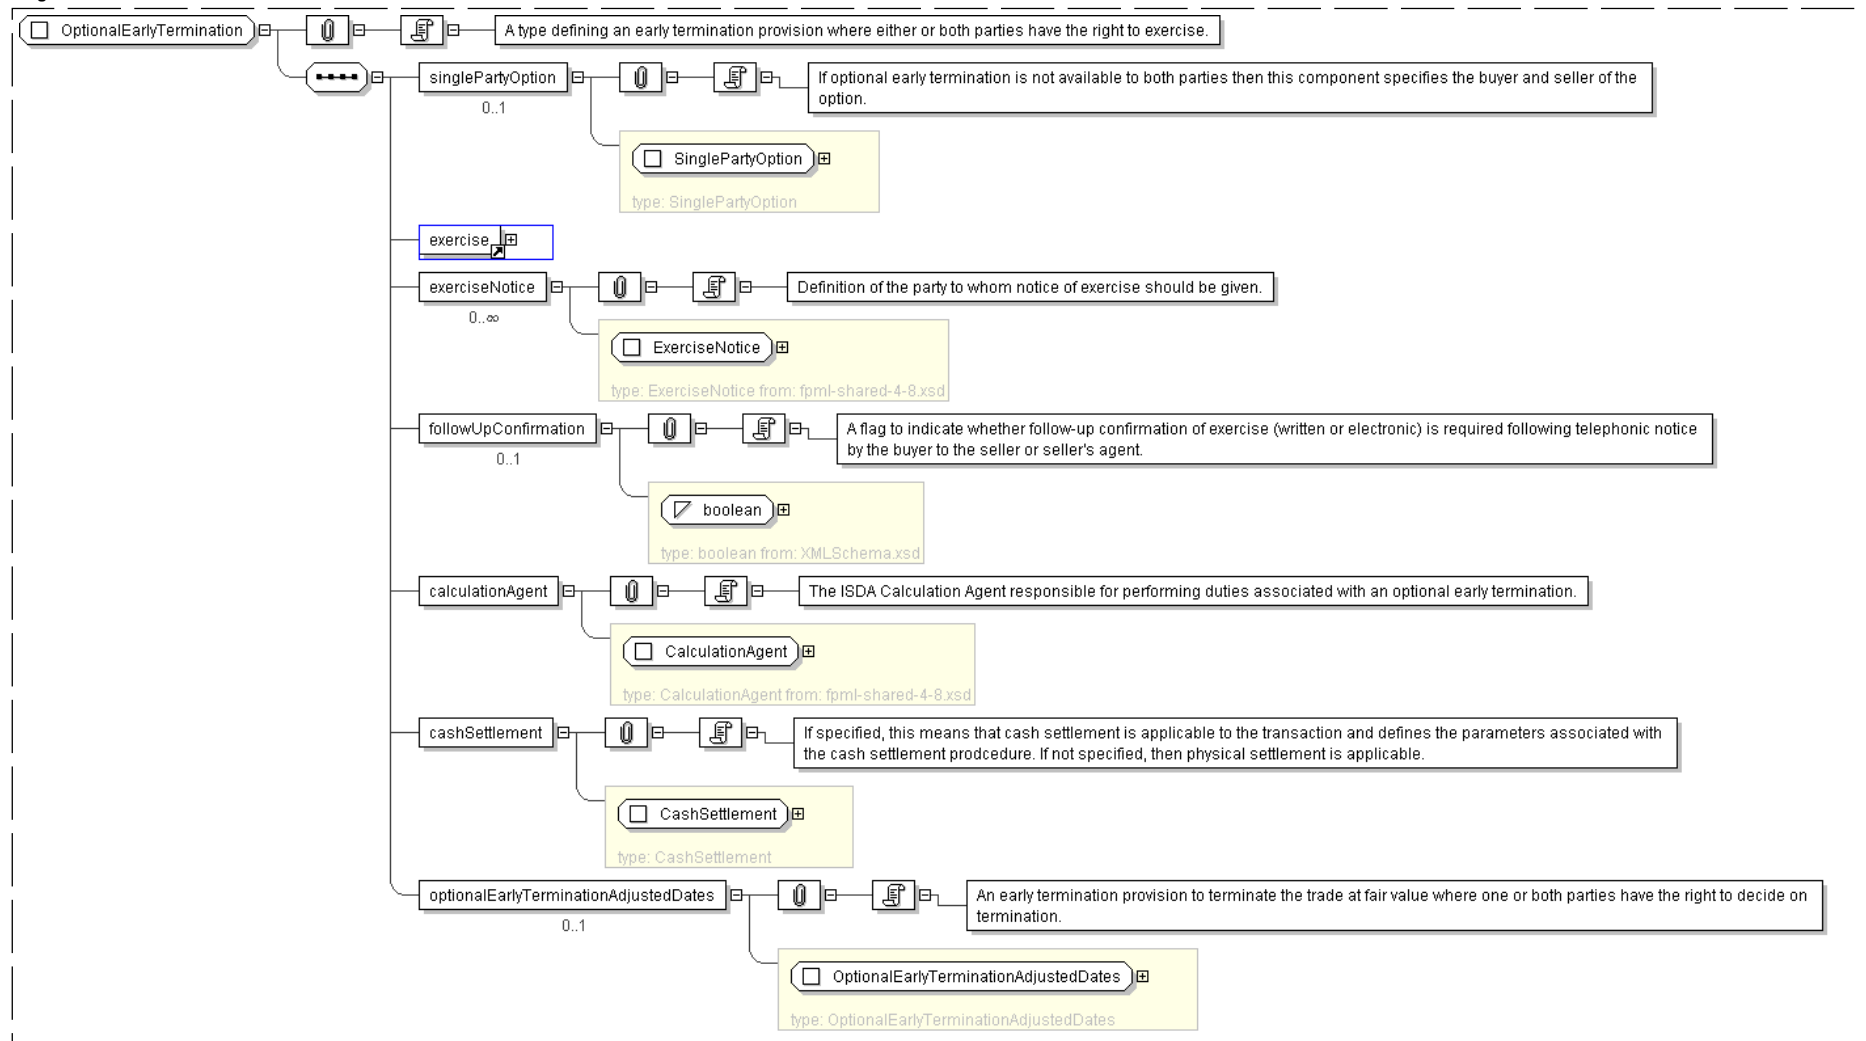 OptionalEarlyTermination
A type defining an early termination provision where either or both parties have the right to exercise.
singlePartyOption
0..1
If optional early termination is not available to both parties then this component specifies the buyer and seller of the
option.
SinglePartyOption
type: SinglePartyOption
exercise
exerciseNotice
0..∞
Definition of the party to whom notice of exercise should be given.
ExerciseNotice
type: ExerciseNotice from: fpml-shared-4-8.xsd
followUpConfirmation
0..1
A flag to indicate whether follow-up confirmation of exercise (written or electronic) is required following telephonic notice
by the buyer to the seller or seller's agent.
boolean
type: boolean from: XMLSchema.xsd
calculationAgent
The ISDA Calculation Agent responsible for performing duties associated with an optional early termination.
CalculationAgent
type: CalculationAgent from: fpml-shared-4-8.xsd
cashSettlement
If specified, this means that cash settlement is applicable to the transaction and defines the parameters associated with
the cash settlement prodcedure. If not specified, then physical settlement is applicable.
CashSettlement
type: CashSettlement
optionalEarlyTerminationAdjustedDates
0..1
An early termination provision to terminate the trade at fair value where one or both parties have the right to decide on
termination.
OptionalEarlyTerminationAdjustedDates
type: OptionalEarlyTerminationAdjustedDates